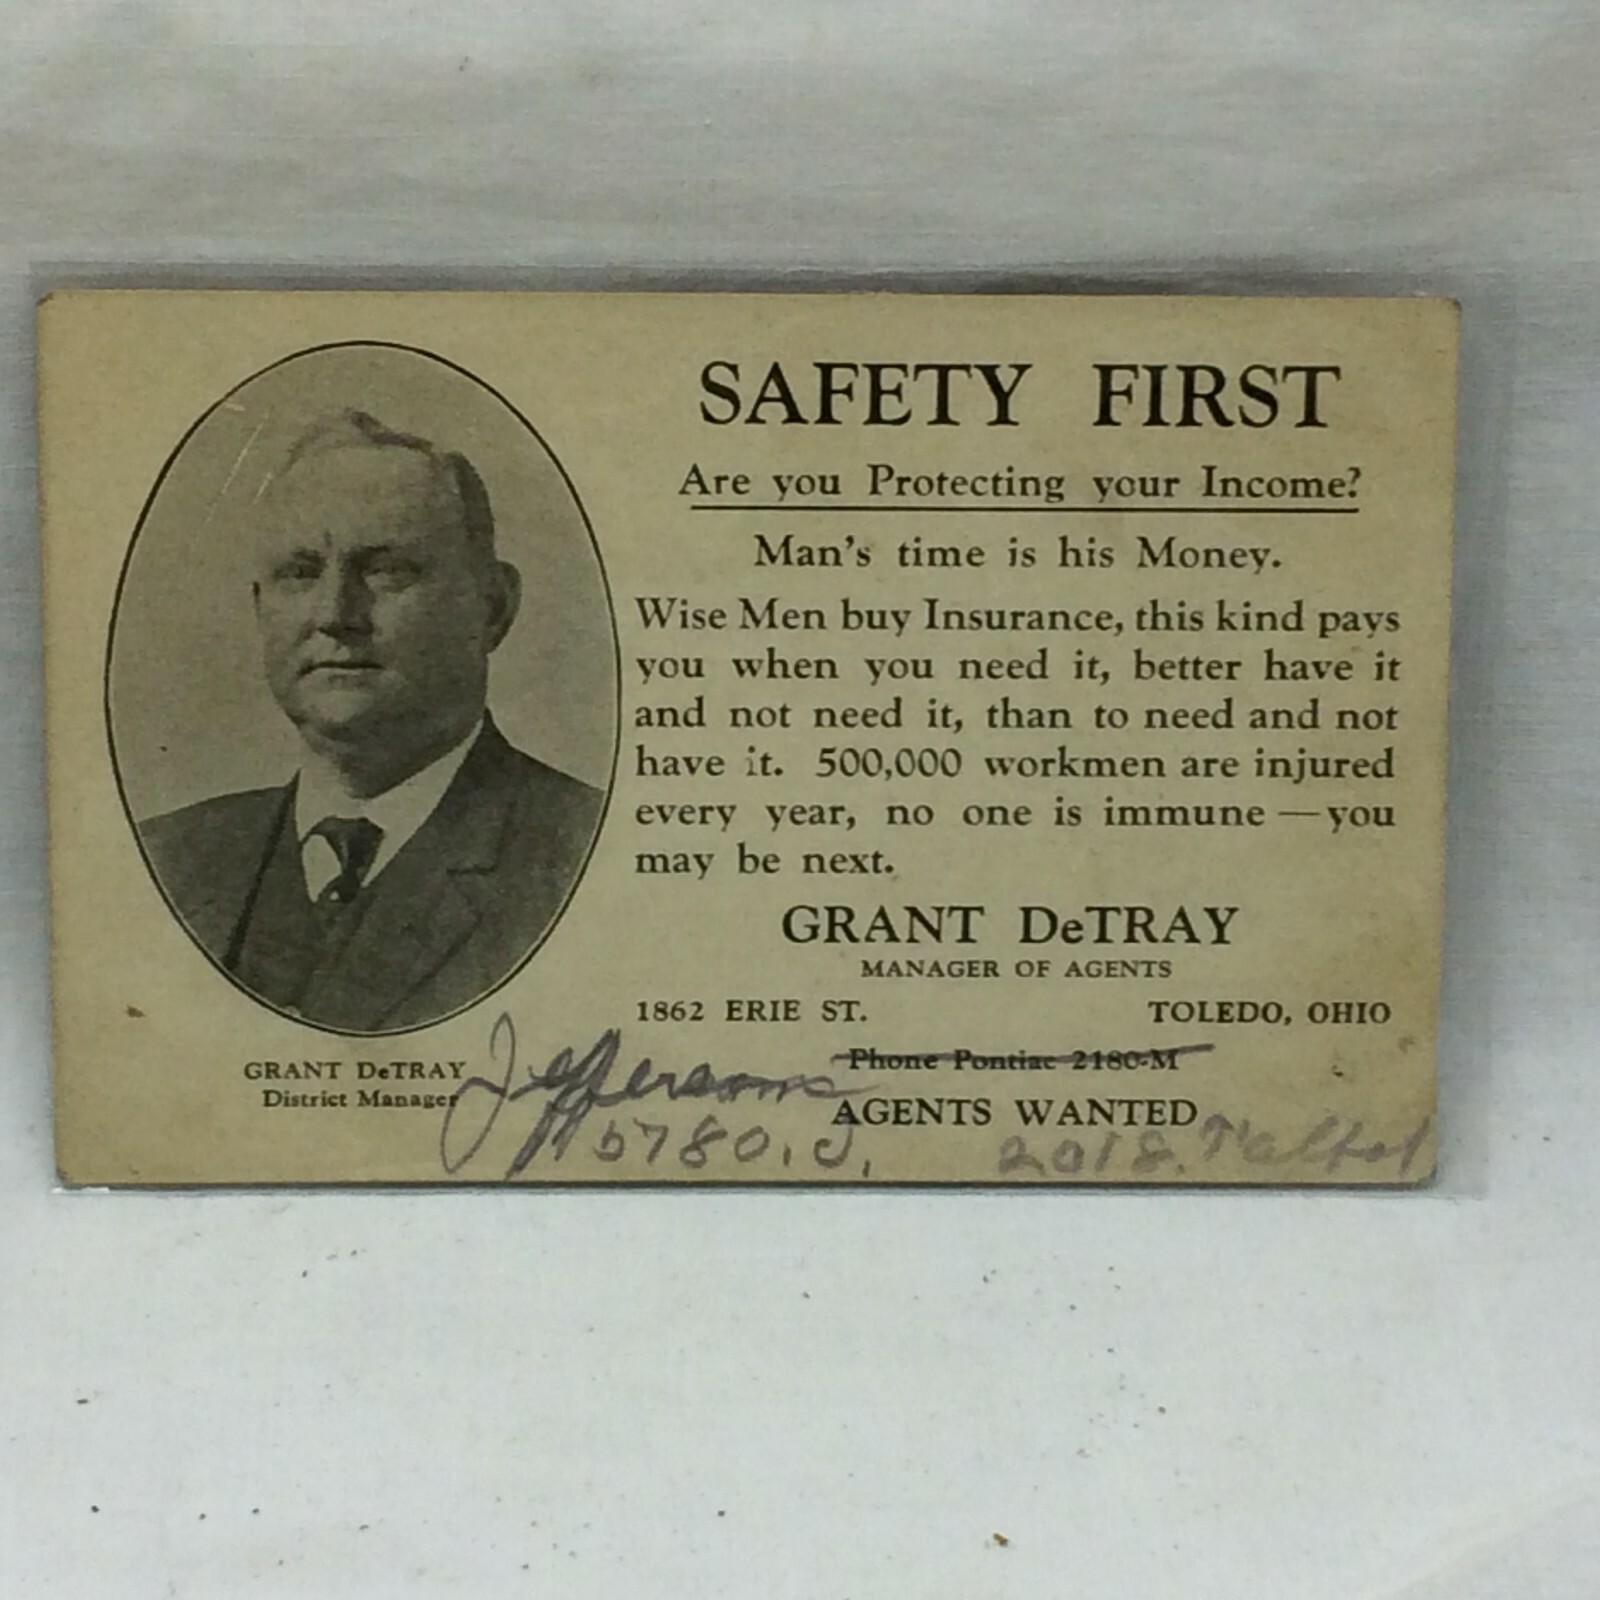 SAFETY FIRST
Are you Protecting your Income?
Man's time is his Money.
Wise Men buy Insurance, this kind pays
you when you need it, better have it
and not need it, than to need and not
have it. 500,000 workmen are injured
every year, no one is immune — you
may be next.
GRANT DeTRAY
MANAGER OF AGENTS
1862 ERIE ST. TOLEDO, OHIO
Phone Pontiac 2180-M
AGENTS WANTED
GRANT DeTRAY
District Manager
Jefferson
5780.J.
2018.